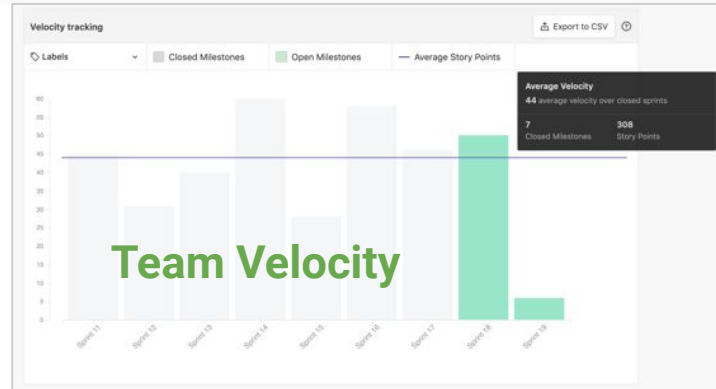 Velocity tracking
Export to CSV
Labels
Closed Milestones
Open Milestones
Average Story Points
Average Velocity
44 average velocity over closed sprints
7 308
Closed Milestones Story Points
60
55
50
45
40
35
30
25
20
15
10
5
0
Team Velocity
Sprint 11
Sprint 12
Sprint 13
Sprint 14
Sprint 15
Sprint 16
Sprint 17
Sprint 18
Sprint 19